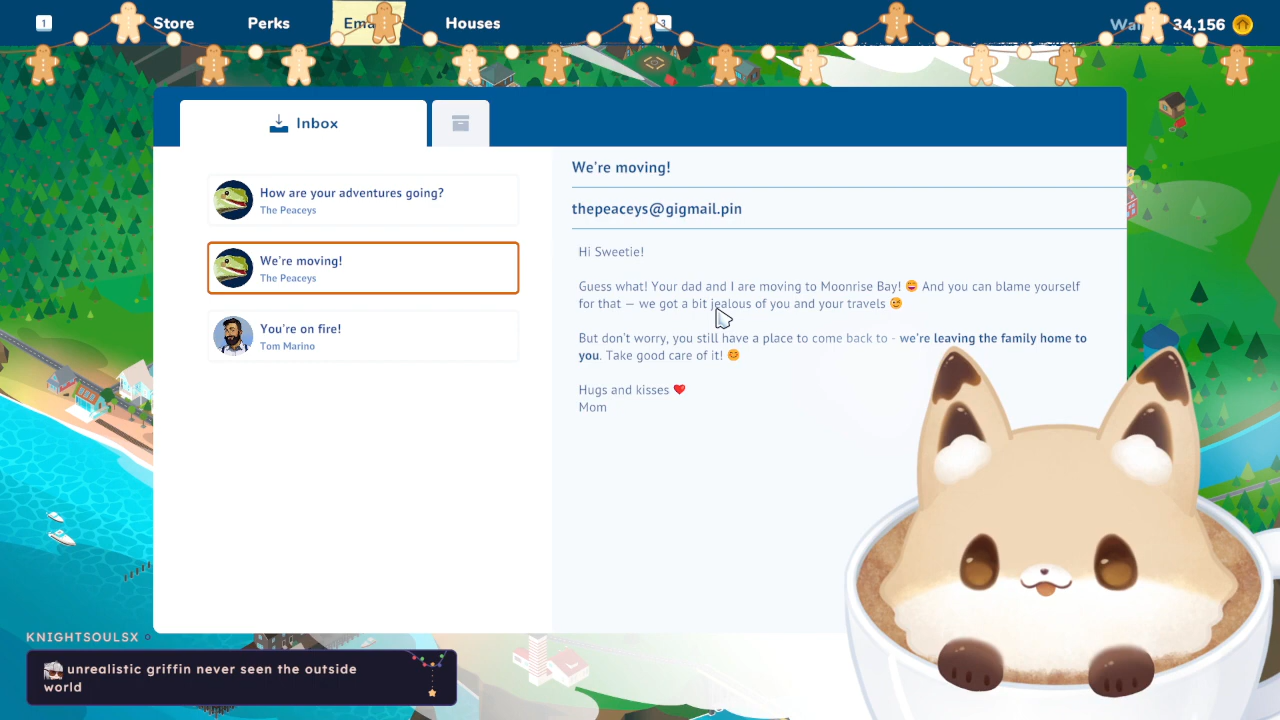 1
Store
Perks
Ema
Houses
3
Wa
34,156
Inbox
How are your adventures going?
The Peaceys
We're moving!
The Peaceys
You're on fire!
Tom Marino
We're moving!
thepeaceys@gigmail.pin
Hi Sweetie!
Guess what! Your dad and I are moving to Moonrise Bay! 😄 And you can blame yourself
for that — we got a bit jealous of you and your travels 😉
But don't worry, you still have a place to come back to - we're leaving the family home to
you. Take good care of it! 😊
Hugs and kisses ❤️
Mom
KNIGHTSOULSX
unrealistic griffin never seen the outside
world